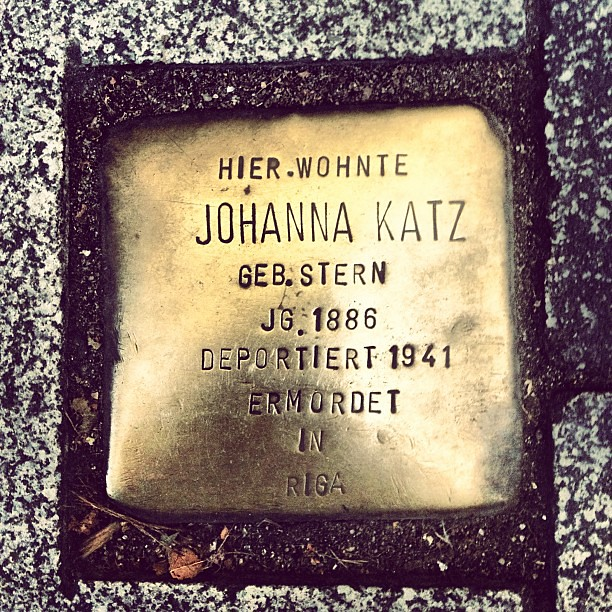 HIER.WOHNTE
JOHANNA KATZ
GEB.STERN
JG.1886
DEPORTIERT 1941
ERMORDET
IN
RIGA